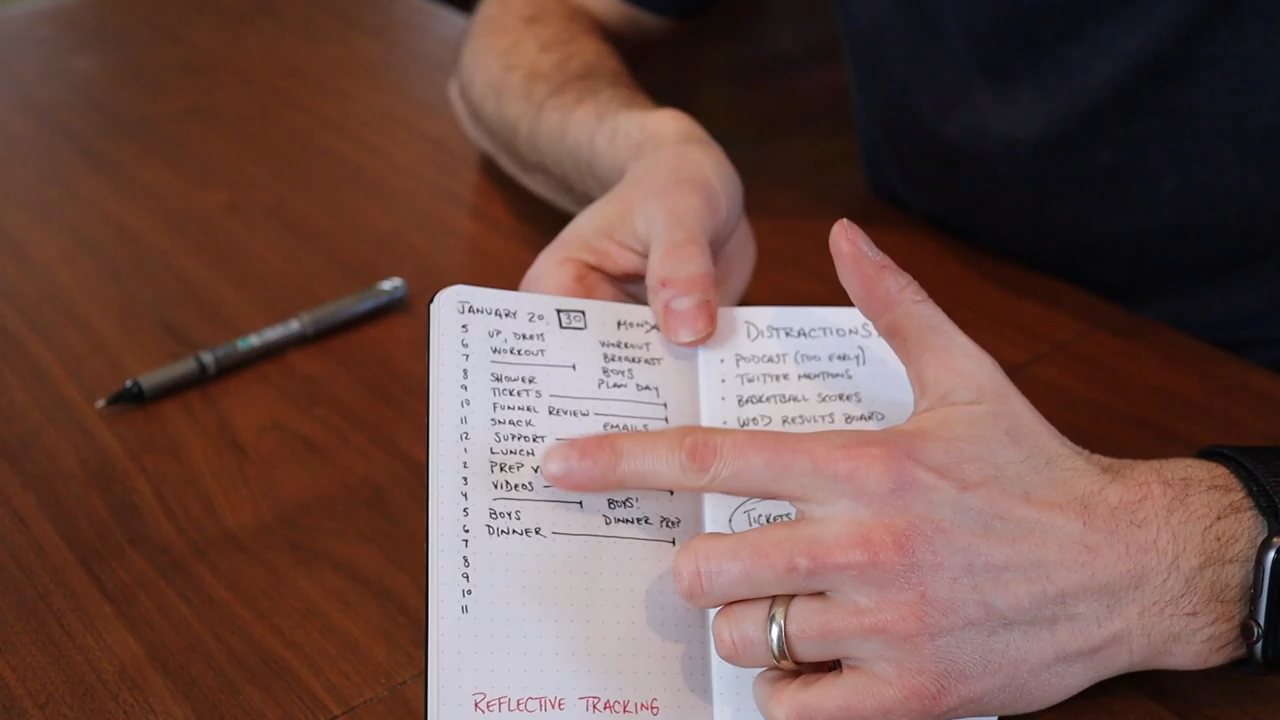 JANUARY 20. 30 MONDA
5 UP, DRESS
6 WORKOUT WORKOUT
7 BREAKFAST
8 SHOWER BOYS
9 TICKETS PLAN DAY
10 FUNNEL REVIEW
11 SNACK EMAILS
12 SUPPORT
1 LUNCH
2 PREP
3 VIDEOS
4 BOYS!
5 BOYS DINNER PREP
6 DINNER
7
8
9
10
11
REFLECTIVE TRACKING
DISTRACTIONS
• PODCAST (TOO EARLY)
• TWITTER MENTIONS
• BASKETBALL SCORES
• WOD RESULTS BOARD
TICKETS